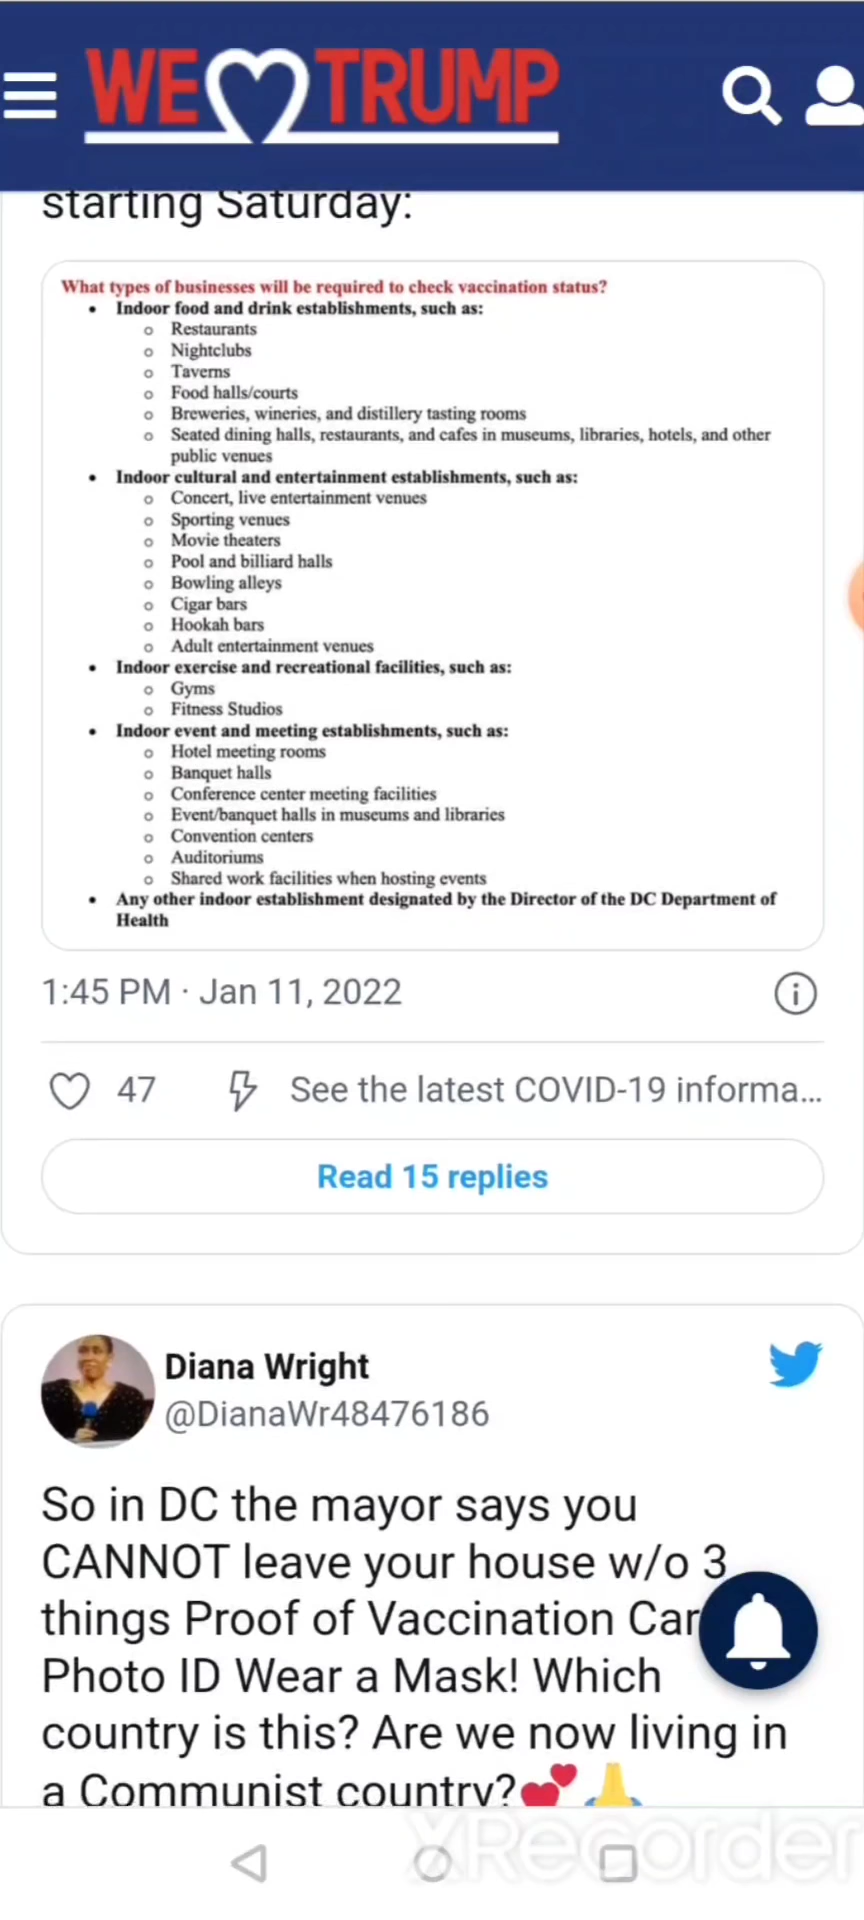 WE TRUMP
starting Saturday:
What types of businesses will be required to check vaccination status?
• Indoor food and drink establishments, such as:
o Restaurants
o Nightclubs
o Taverns
o Food halls/courts
o Breweries, wineries, and distillery tasting rooms
o Seated dining halls, restaurants, and cafes in museums, libraries, hotels, and other
public venues
• Indoor cultural and entertainment establishments, such as:
o Concert, live entertainment venues
o Sporting venues
o Movie theaters
o Pool and billiard halls
o Bowling alleys
o Cigar bars
o Hookah bars
o Adult entertainment venues
• Indoor exercise and recreational facilities, such as:
o Gyms
o Fitness Studios
• Indoor event and meeting establishments, such as:
o Hotel meeting rooms
o Banquet halls
o Conference center meeting facilities
o Event/banquet halls in museums and libraries
o Convention centers
o Auditoriums
o Shared work facilities when hosting events
• Any other indoor establishment designated by the Director of the DC Department of
Health
1:45 PM · Jan 11, 2022
47 See the latest COVID-19 informa...
Read 15 replies
Diana Wright
@DianaWr48476186
So in DC the mayor says you
CANNOT leave your house w/o 3
things Proof of Vaccination Car
Photo ID Wear a Mask! Which
country is this? Are we now living in
a Communist country?💕🙏
XRecorder